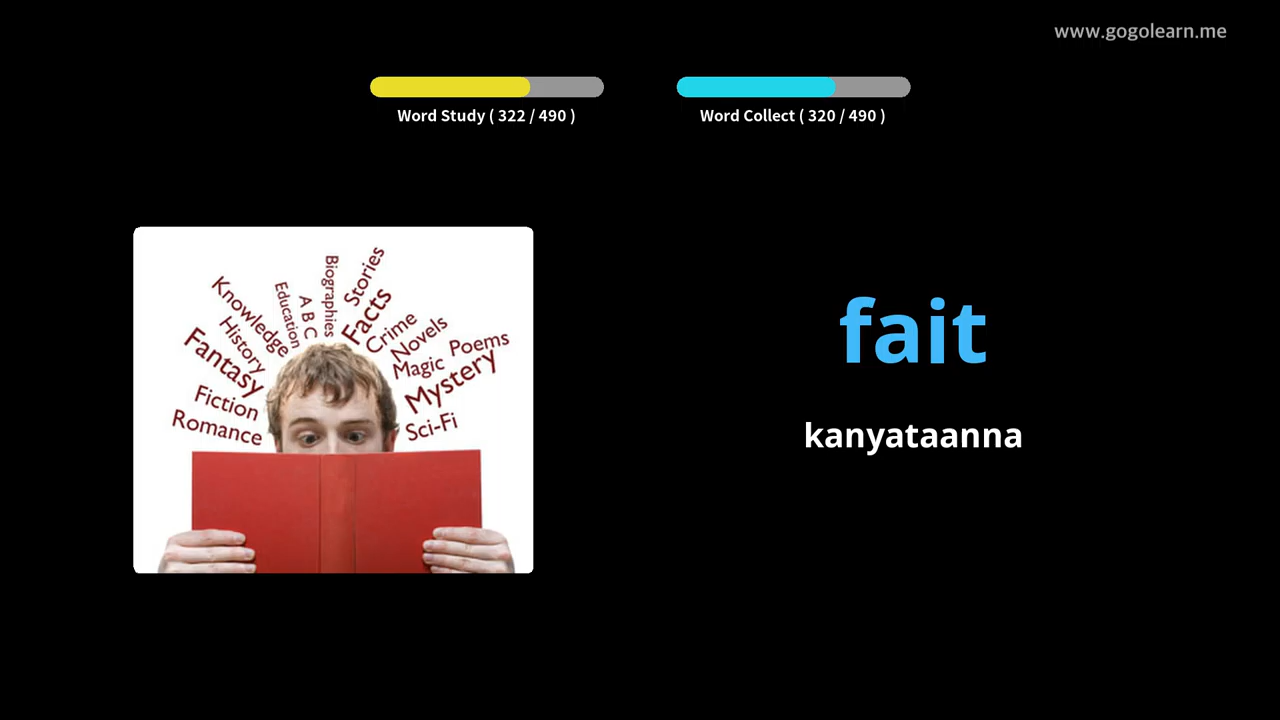 www.gogolearn.me
Word Study ( 322 / 490 )
Word Collect ( 320 / 490 )
Knowledge
Education
A B C
Biographies
Stories
Facts
Crime
Novels
Poems
History
Fantasy
Magic
Mystery
Fiction
Romance
Sci-Fi
fait
kanyataanna